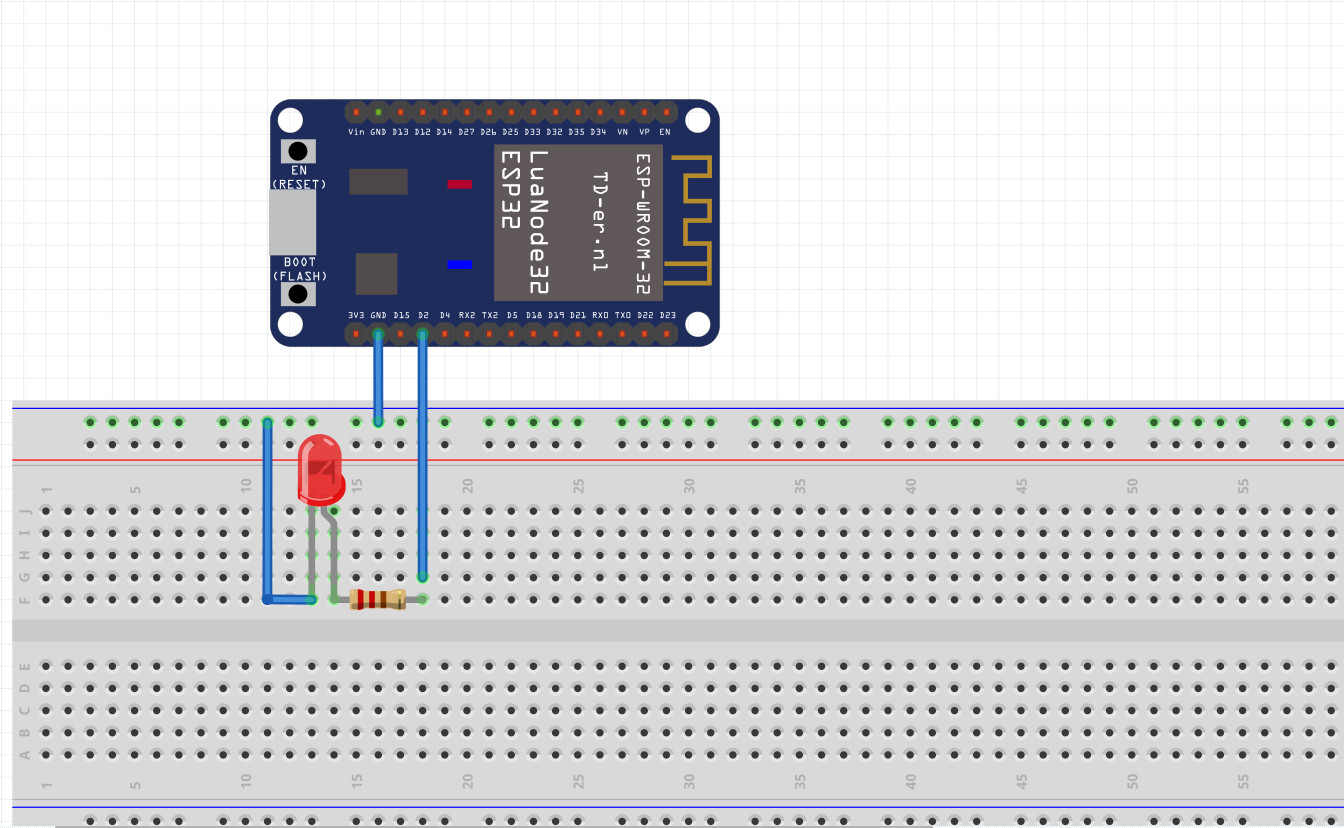 Vin GND D13 D12 D14 D27 D26 D25 D33 D32 D35 D34 VN VP EN
EN
(RESET)
BOOT
(FLASH)
ESP32
LuaNode32
TD-er.nl
ESP-WROOM-32
3V3 GND D15 D2 D4 RX2 TX2 D5 D18 D19 D21 RX0 TX0 D22 D23
1 5 10 15 20 25 30 35 40 45 50 55
J
I
H
G
F
E
D
C
B
A
1 5 10 15 20 25 30 35 40 45 50 55